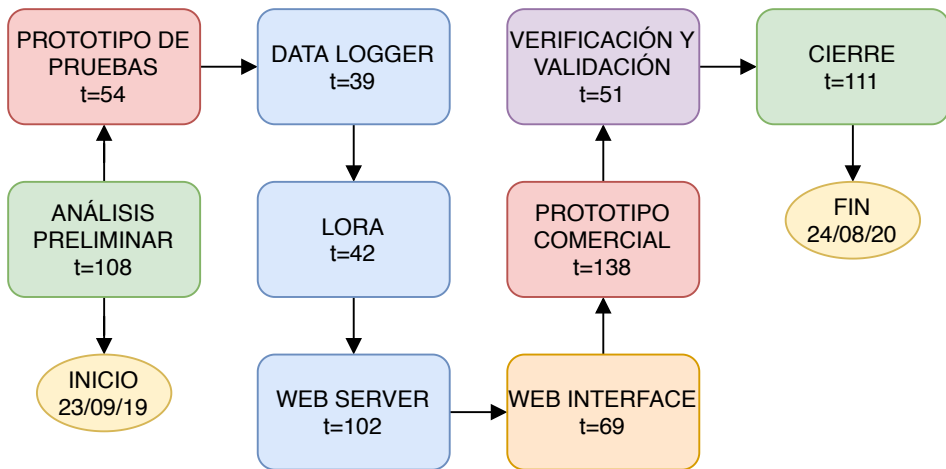 PROTOTIPO DE
PRUEBAS
t=54
DATA LOGGER
t=39
VERIFICACIÓN Y
VALIDACIÓN
t=51
CIERRE
t=111
ANÁLISIS
PRELIMINAR
t=108
LORA
t=42
PROTOTIPO
COMERCIAL
t=138
FIN
24/08/20
INICIO
23/09/19
WEB SERVER
t=102
WEB INTERFACE
t=69